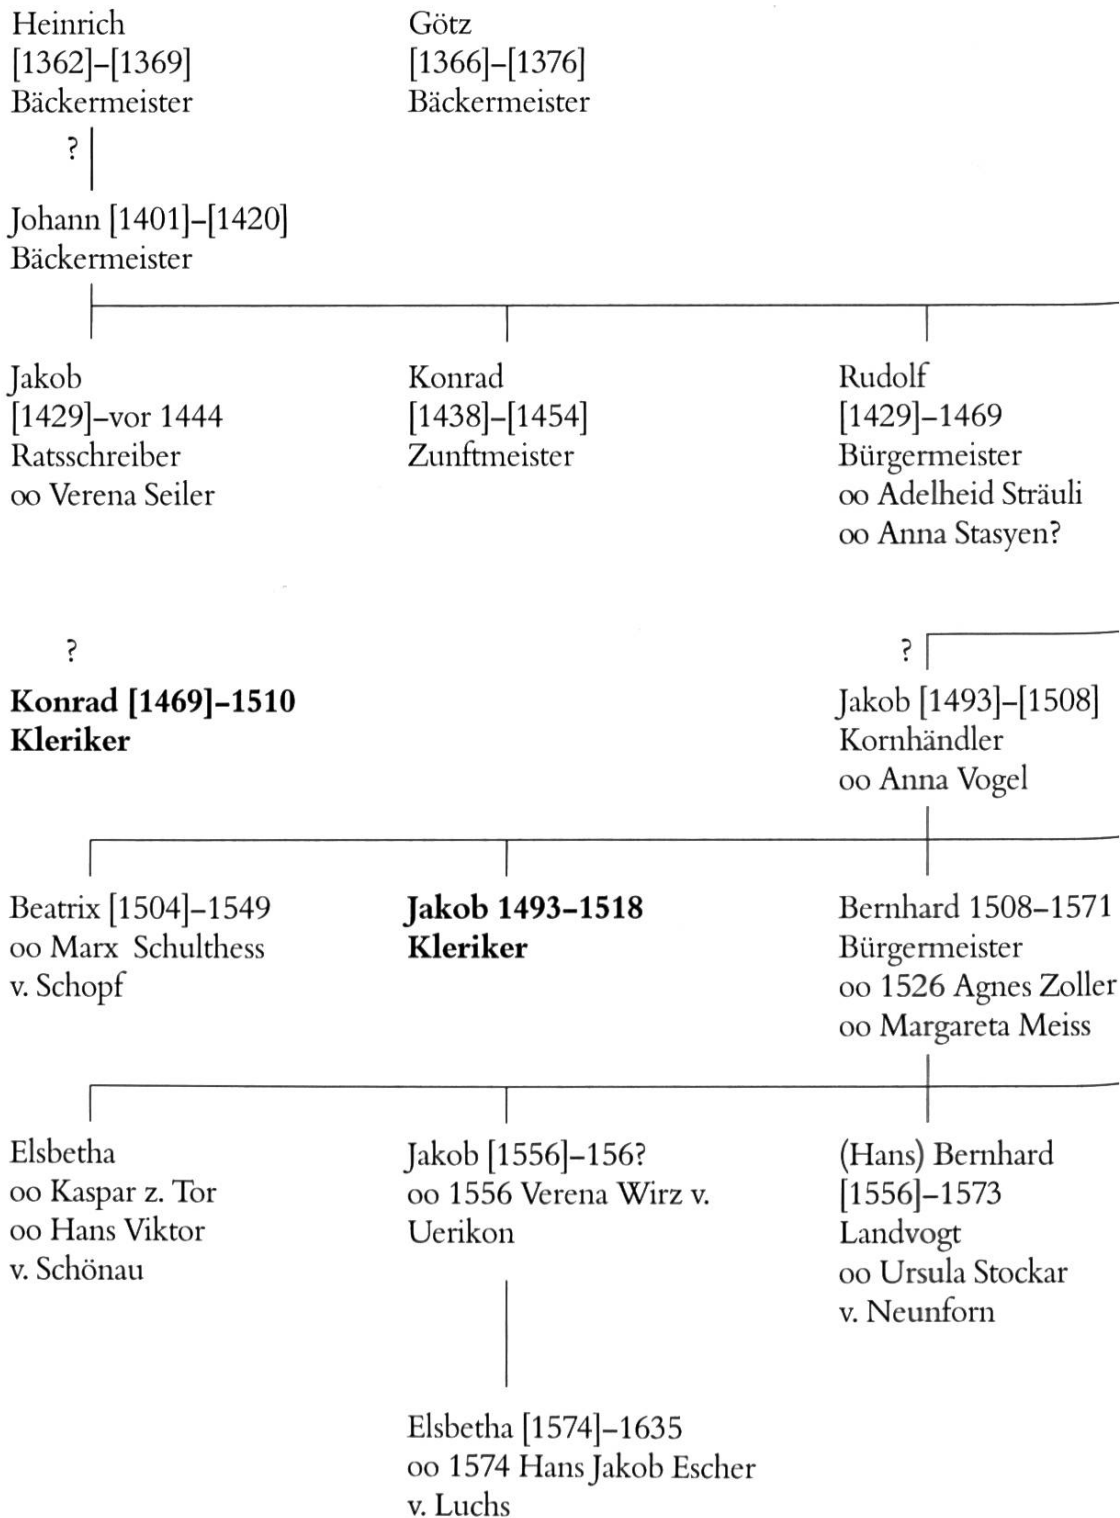 Heinrich
[1362]–[1369]
Bäckermeister
Götz
[1366]–[1376]
Bäckermeister
?
Johann [1401]–[1420]
Bäckermeister
Jakob
[1429]–vor 1444
Ratsschreiber
oo Verena Seiler
Konrad
[1438]–[1454]
Zunftmeister
Rudolf
[1429]–1469
Bürgermeister
oo Adelheid Sträuli
oo Anna Stasyen?
?
Konrad [1469]–1510
Kleriker
?
Jakob [1493]–[1508]
Kornhändler
oo Anna Vogel
Beatrix [1504]–1549
oo Marx Schulthess
v. Schopf
Jakob 1493–1518
Kleriker
Bernhard 1508–1571
Bürgermeister
oo 1526 Agnes Zoller
oo Margareta Meiss
Elsbetha
oo Kaspar z. Tor
oo Hans Viktor
v. Schönau
Jakob [1556]–156?
oo 1556 Verena Wirz v.
Uerikon
(Hans) Bernhard
[1556]–1573
Landvogt
oo Ursula Stockar
v. Neunforn
Elsbetha [1574]–1635
oo 1574 Hans Jakob Escher
v. Luchs